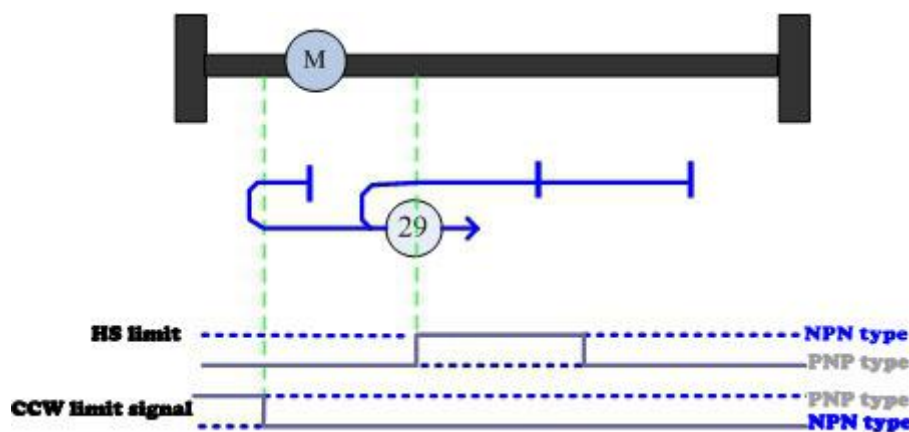 M
29
HS limit NPN type
PNP type
CCW limit signal PNP type
NPN type